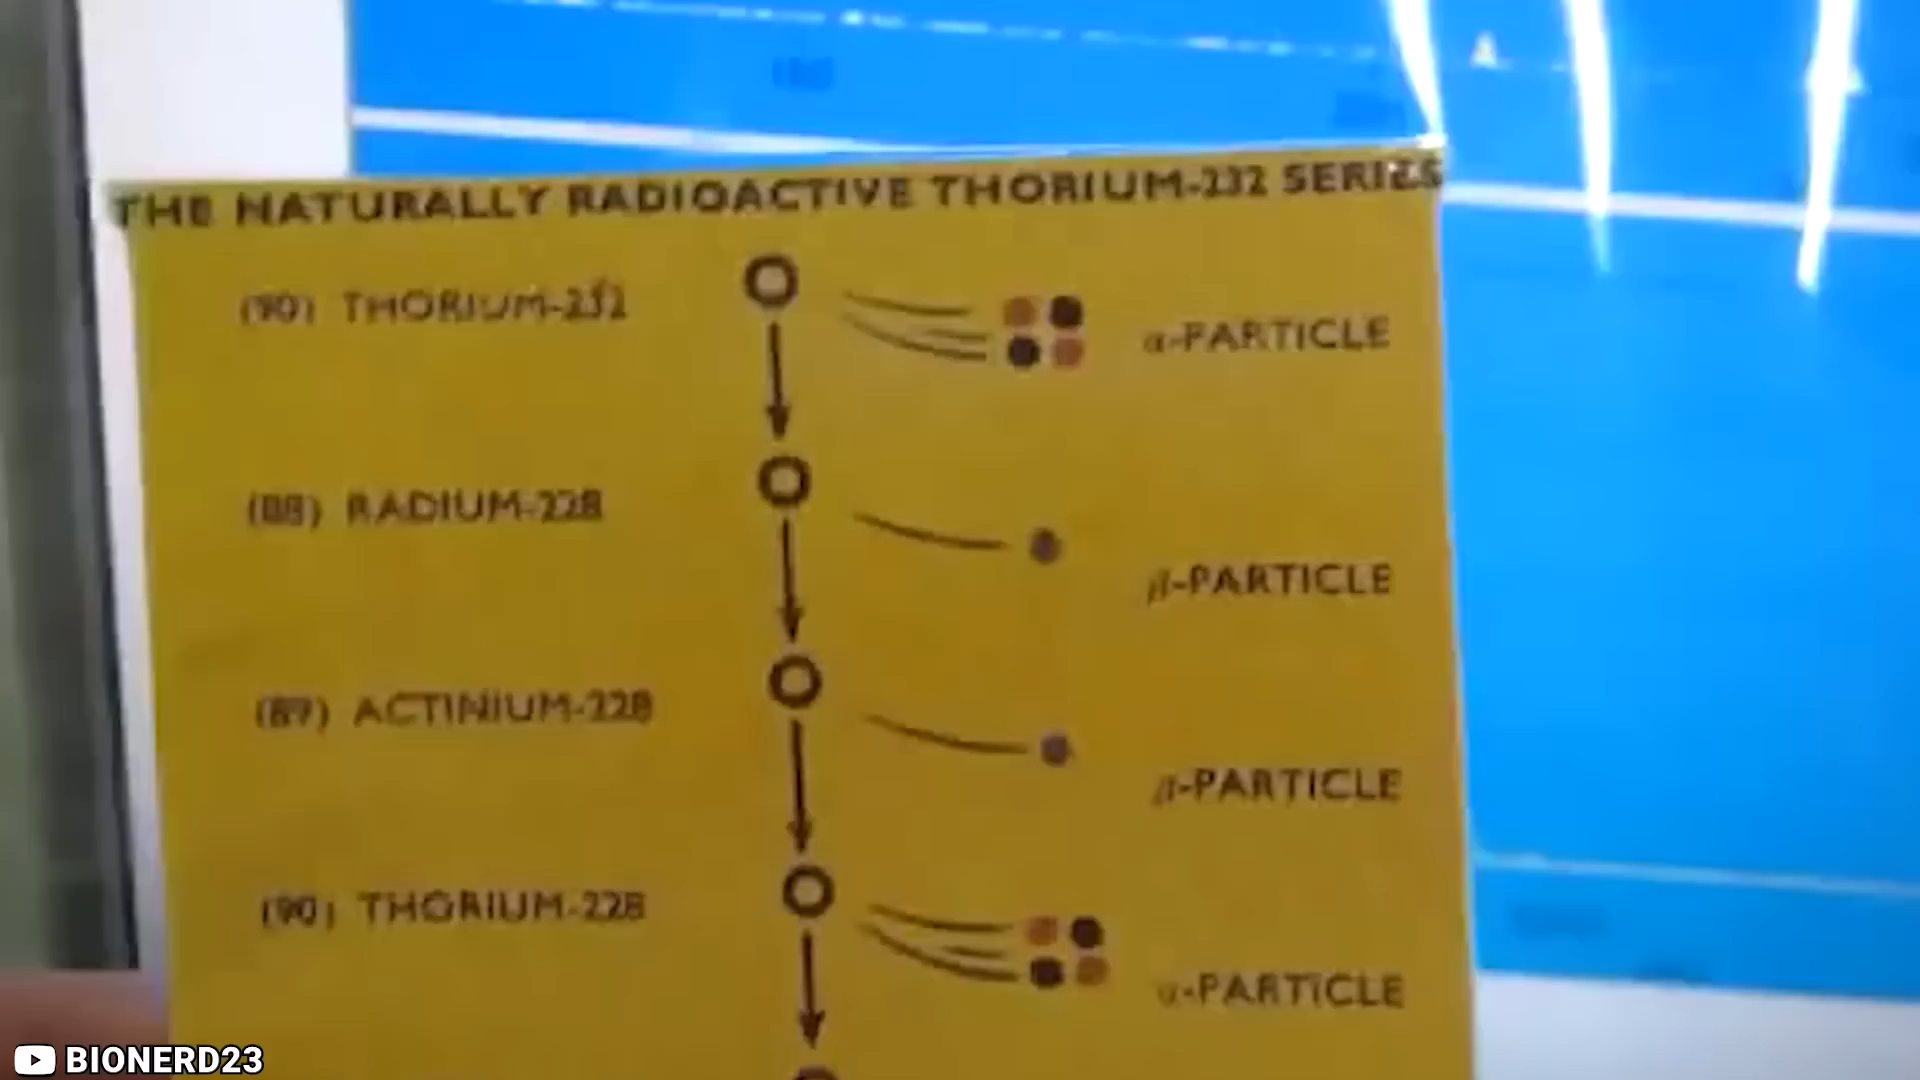 THE NATURALLY RADIOACTIVE THORIUM-232 SERIES
(90) THORIUM-232
α-PARTICLE
(88) RADIUM-228
β-PARTICLE
(89) ACTINIUM-228
β-PARTICLE
(90) THORIUM-228
α-PARTICLE
BIONERD23